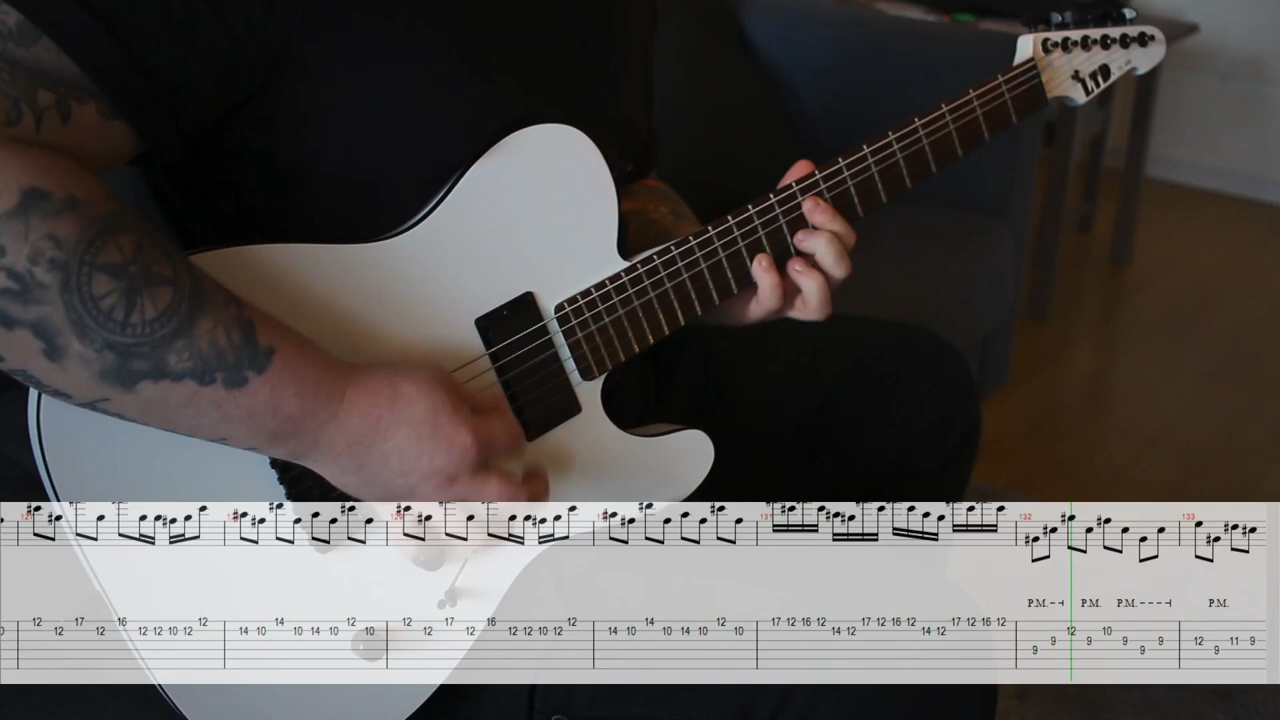 LTD
131
132
133
P.M.--⊣ P.M. P.M.----⊣ P.M.
12 12 17 12 16 12 12 10 12 12
14 10 14 10 14 10 12 10
12 12 17 12 16 12 12 10 12 12
14 10 14 10 14 10 12 10
17 12 16 12 14 12 17 12 16 12 14 12 17 12 16 12
9 9 12 9 10 9 9 9
12 9 11 9